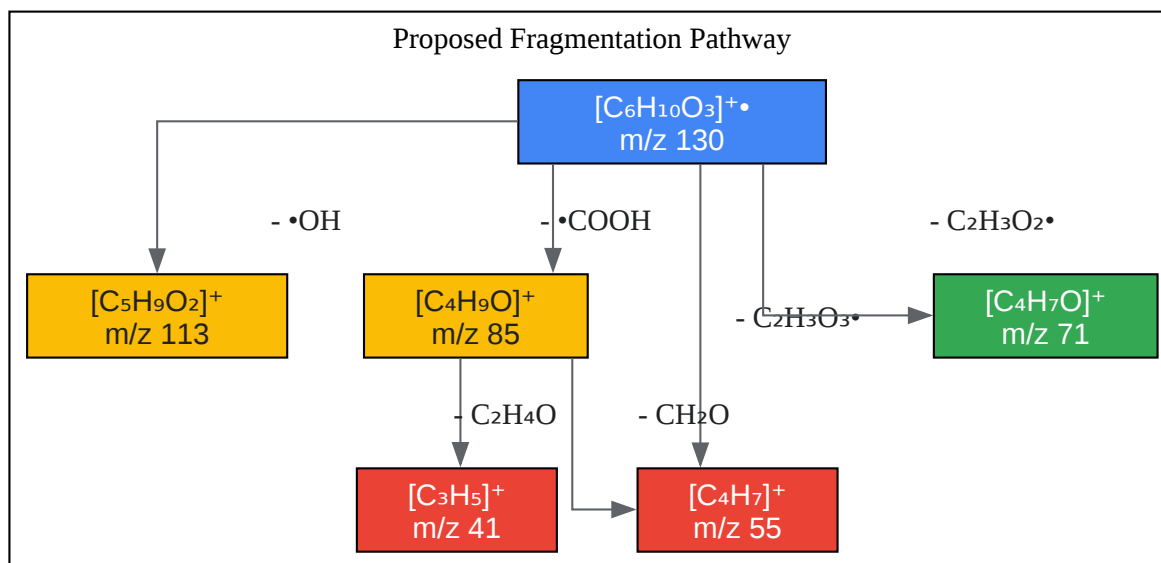 Proposed Fragmentation Pathway
[C₆H₁₀O₃]⁺•
m/z 130
- •OH
- •COOH
- C₂H₃O₂•
[C₅H₉O₂]⁺
m/z 113
[C₄H₉O]⁺
m/z 85
- C₂H₃O₃•
[C₄H₇O]⁺
m/z 71
- C₂H₄O
- CH₂O
[C₃H₅]⁺
m/z 41
[C₄H₇]⁺
m/z 55